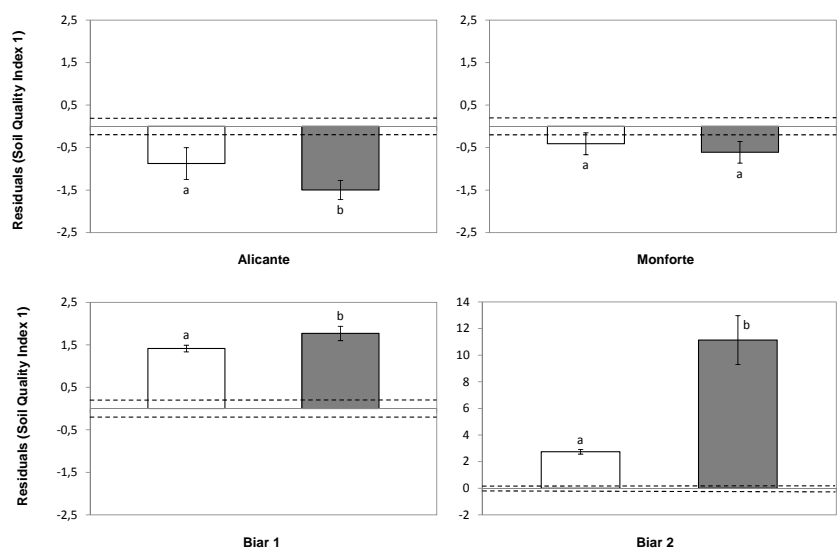 Residuals (Soil Quality Index 1)
2,5
1,5
0,5
-0,5
-1,5
-2,5
a
b
Alicante
2,5
1,5
0,5
-0,5
-1,5
-2,5
a
a
Monforte
Residuals (Soil Quality Index 1)
2,5
1,5
0,5
-0,5
-1,5
-2,5
a
b
Biar 1
14
12
10
8
6
4
2
0
-2
a
b
Biar 2